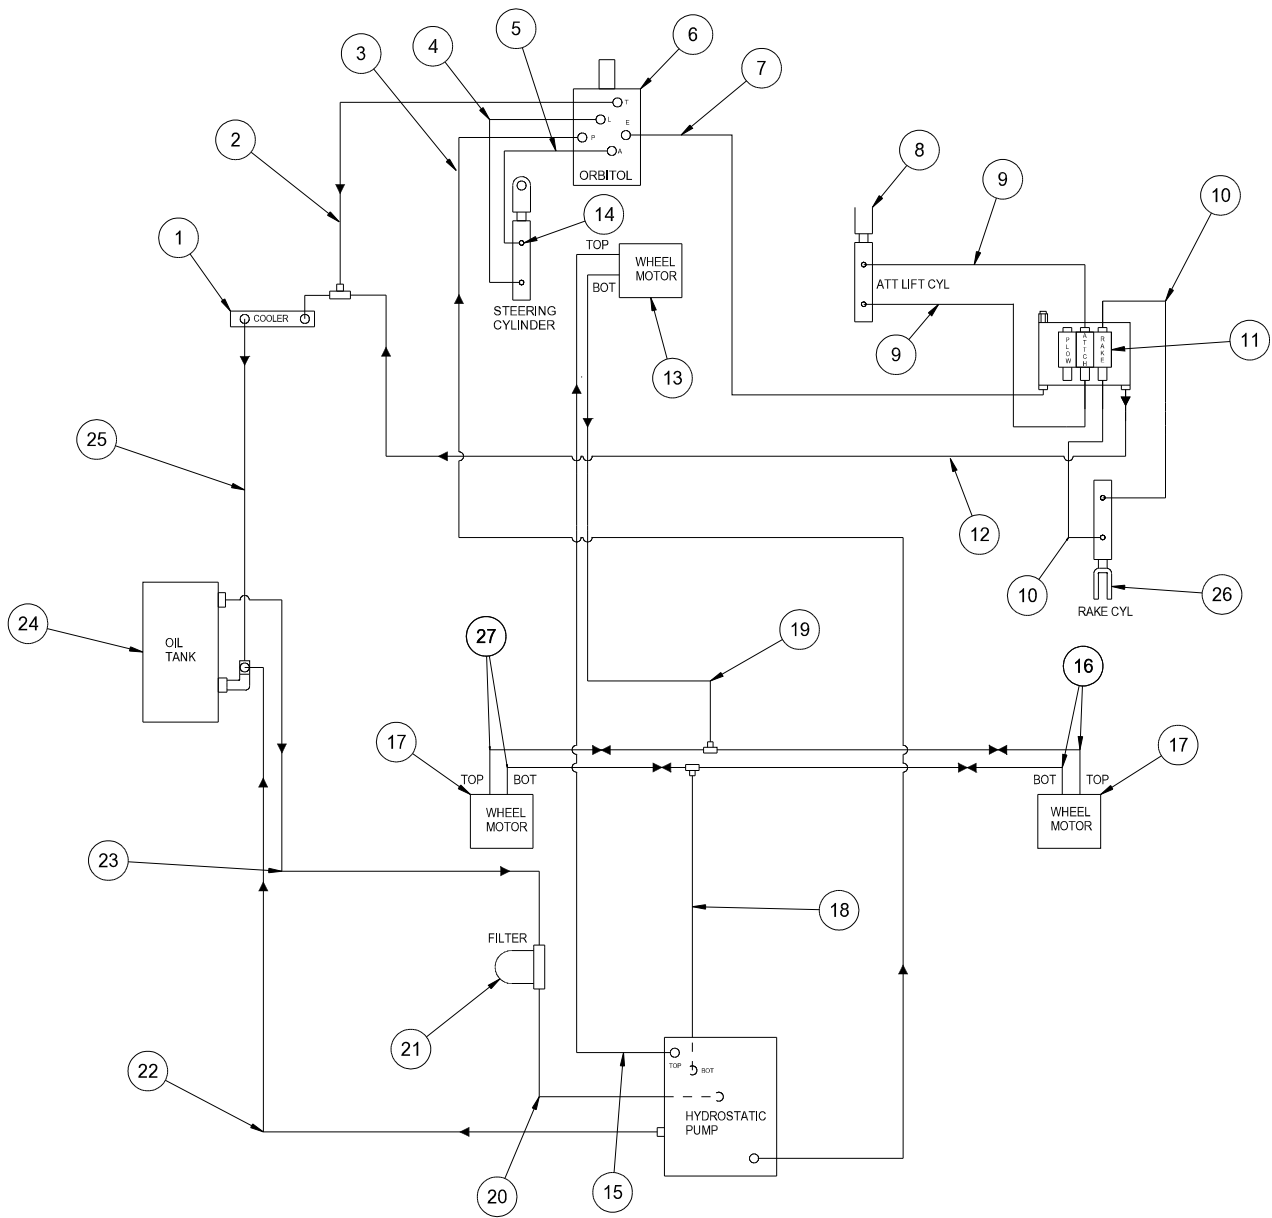 5
6
4
3
7
T
L
E
P
A
2
ORBITOL
8
9
10
14
1
TOP
WHEEL
MOTOR
BOT
ATT LIFT CYL
STEERING
CYLINDER
COOLER
PLOW
ATTCH
RAKE
11
9
13
25
12
10
26
RAKE CYL
24
OIL
TANK
27
19
16
17
17
TOP
BOT
BOT
TOP
WHEEL
MOTOR
WHEEL
MOTOR
23
18
FILTER
21
22
TOP
BOT
HYDROSTATIC
PUMP
20
15